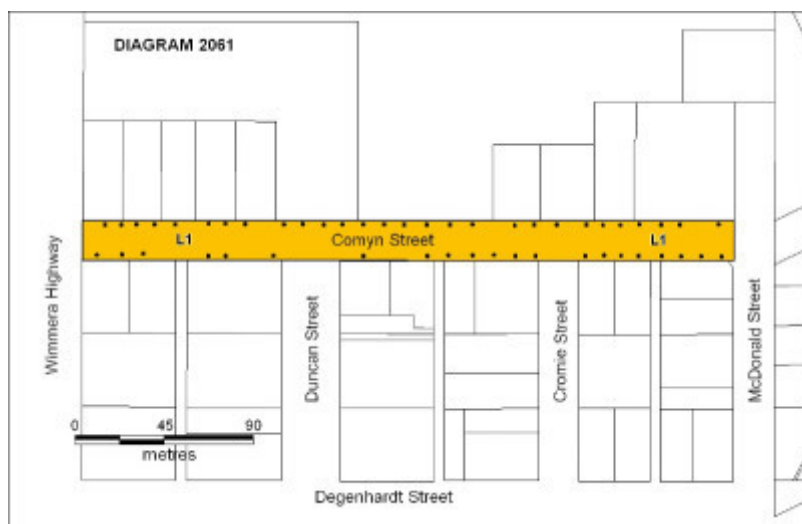 DIAGRAM 2061
L1
Comyn Street
L1
Wimmera Highway
Duncan Street
Cromie Street
McDonald Street
0 45 90
metres
Degenhardt Street